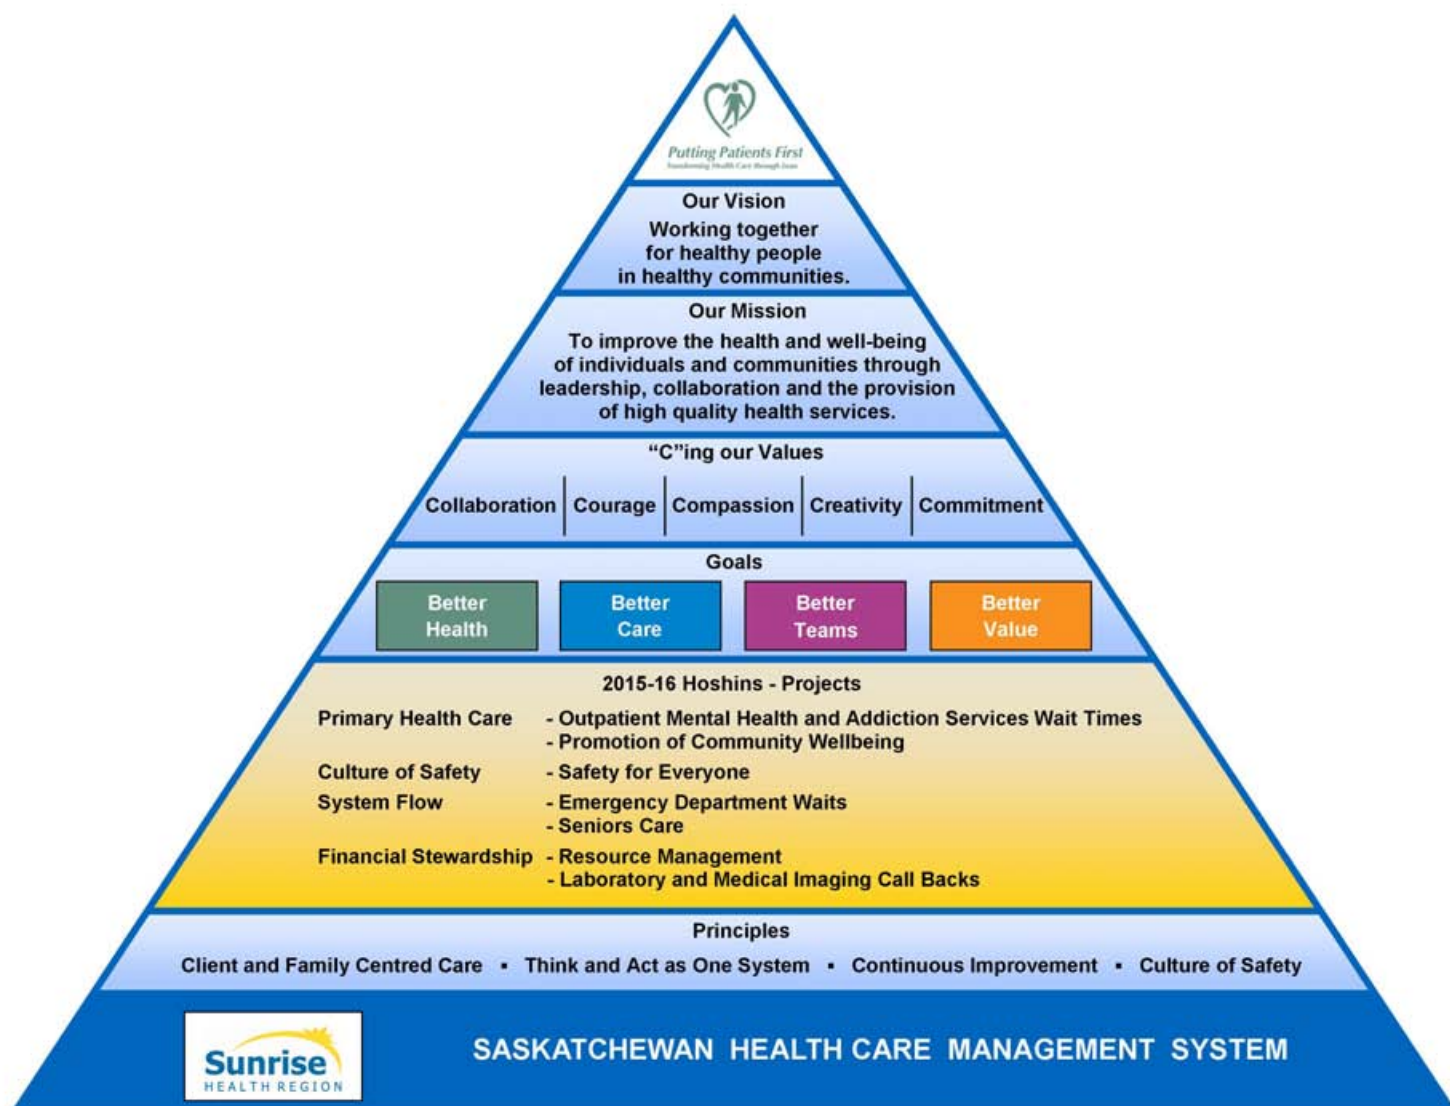 Putting Patients First
Transforming Health Care through Lean
Our Vision
Working together
for healthy people
in healthy communities.
Our Mission
To improve the health and well-being
of individuals and communities through
leadership, collaboration and the provision
of high quality health services.
“C”ing our Values
Collaboration Courage Compassion Creativity Commitment
Goals
Better Health
Better Care
Better Teams
Better Value
2015-16 Hoshins - Projects
Primary Health Care - Outpatient Mental Health and Addiction Services Wait Times
- Promotion of Community Wellbeing
Culture of Safety - Safety for Everyone
System Flow - Emergency Department Waits
- Seniors Care
Financial Stewardship - Resource Management
- Laboratory and Medical Imaging Call Backs
Principles
Client and Family Centred Care ▪ Think and Act as One System ▪ Continuous Improvement ▪ Culture of Safety
Sunrise
HEALTH REGION
SASKATCHEWAN HEALTH CARE MANAGEMENT SYSTEM